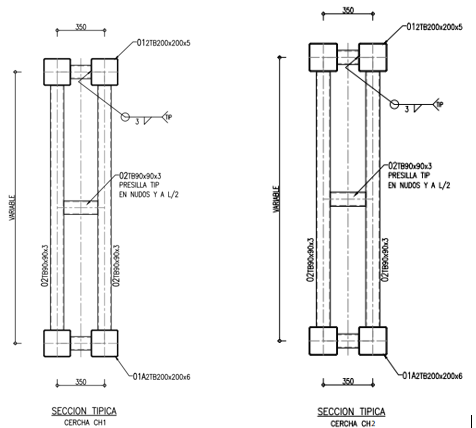 350
012TB200x200x5
3
TIP
02TB90x90x3
PRESILLA TIP
EN NUDOS Y A L/2
VARIABLE
02TB90x90x3
02TB90x90x3
01A2TB200x200x6
350
SECCION TIPICA
CERCHA CH1
350
012TB200x200x5
3
TIP
02TB90x90x3
PRESILLA TIP
EN NUDOS Y A L/2
VARIABLE
02TB90x90x3
02TB90x90x3
01A2TB200x200x6
350
SECCION TIPICA
CERCHA CH2